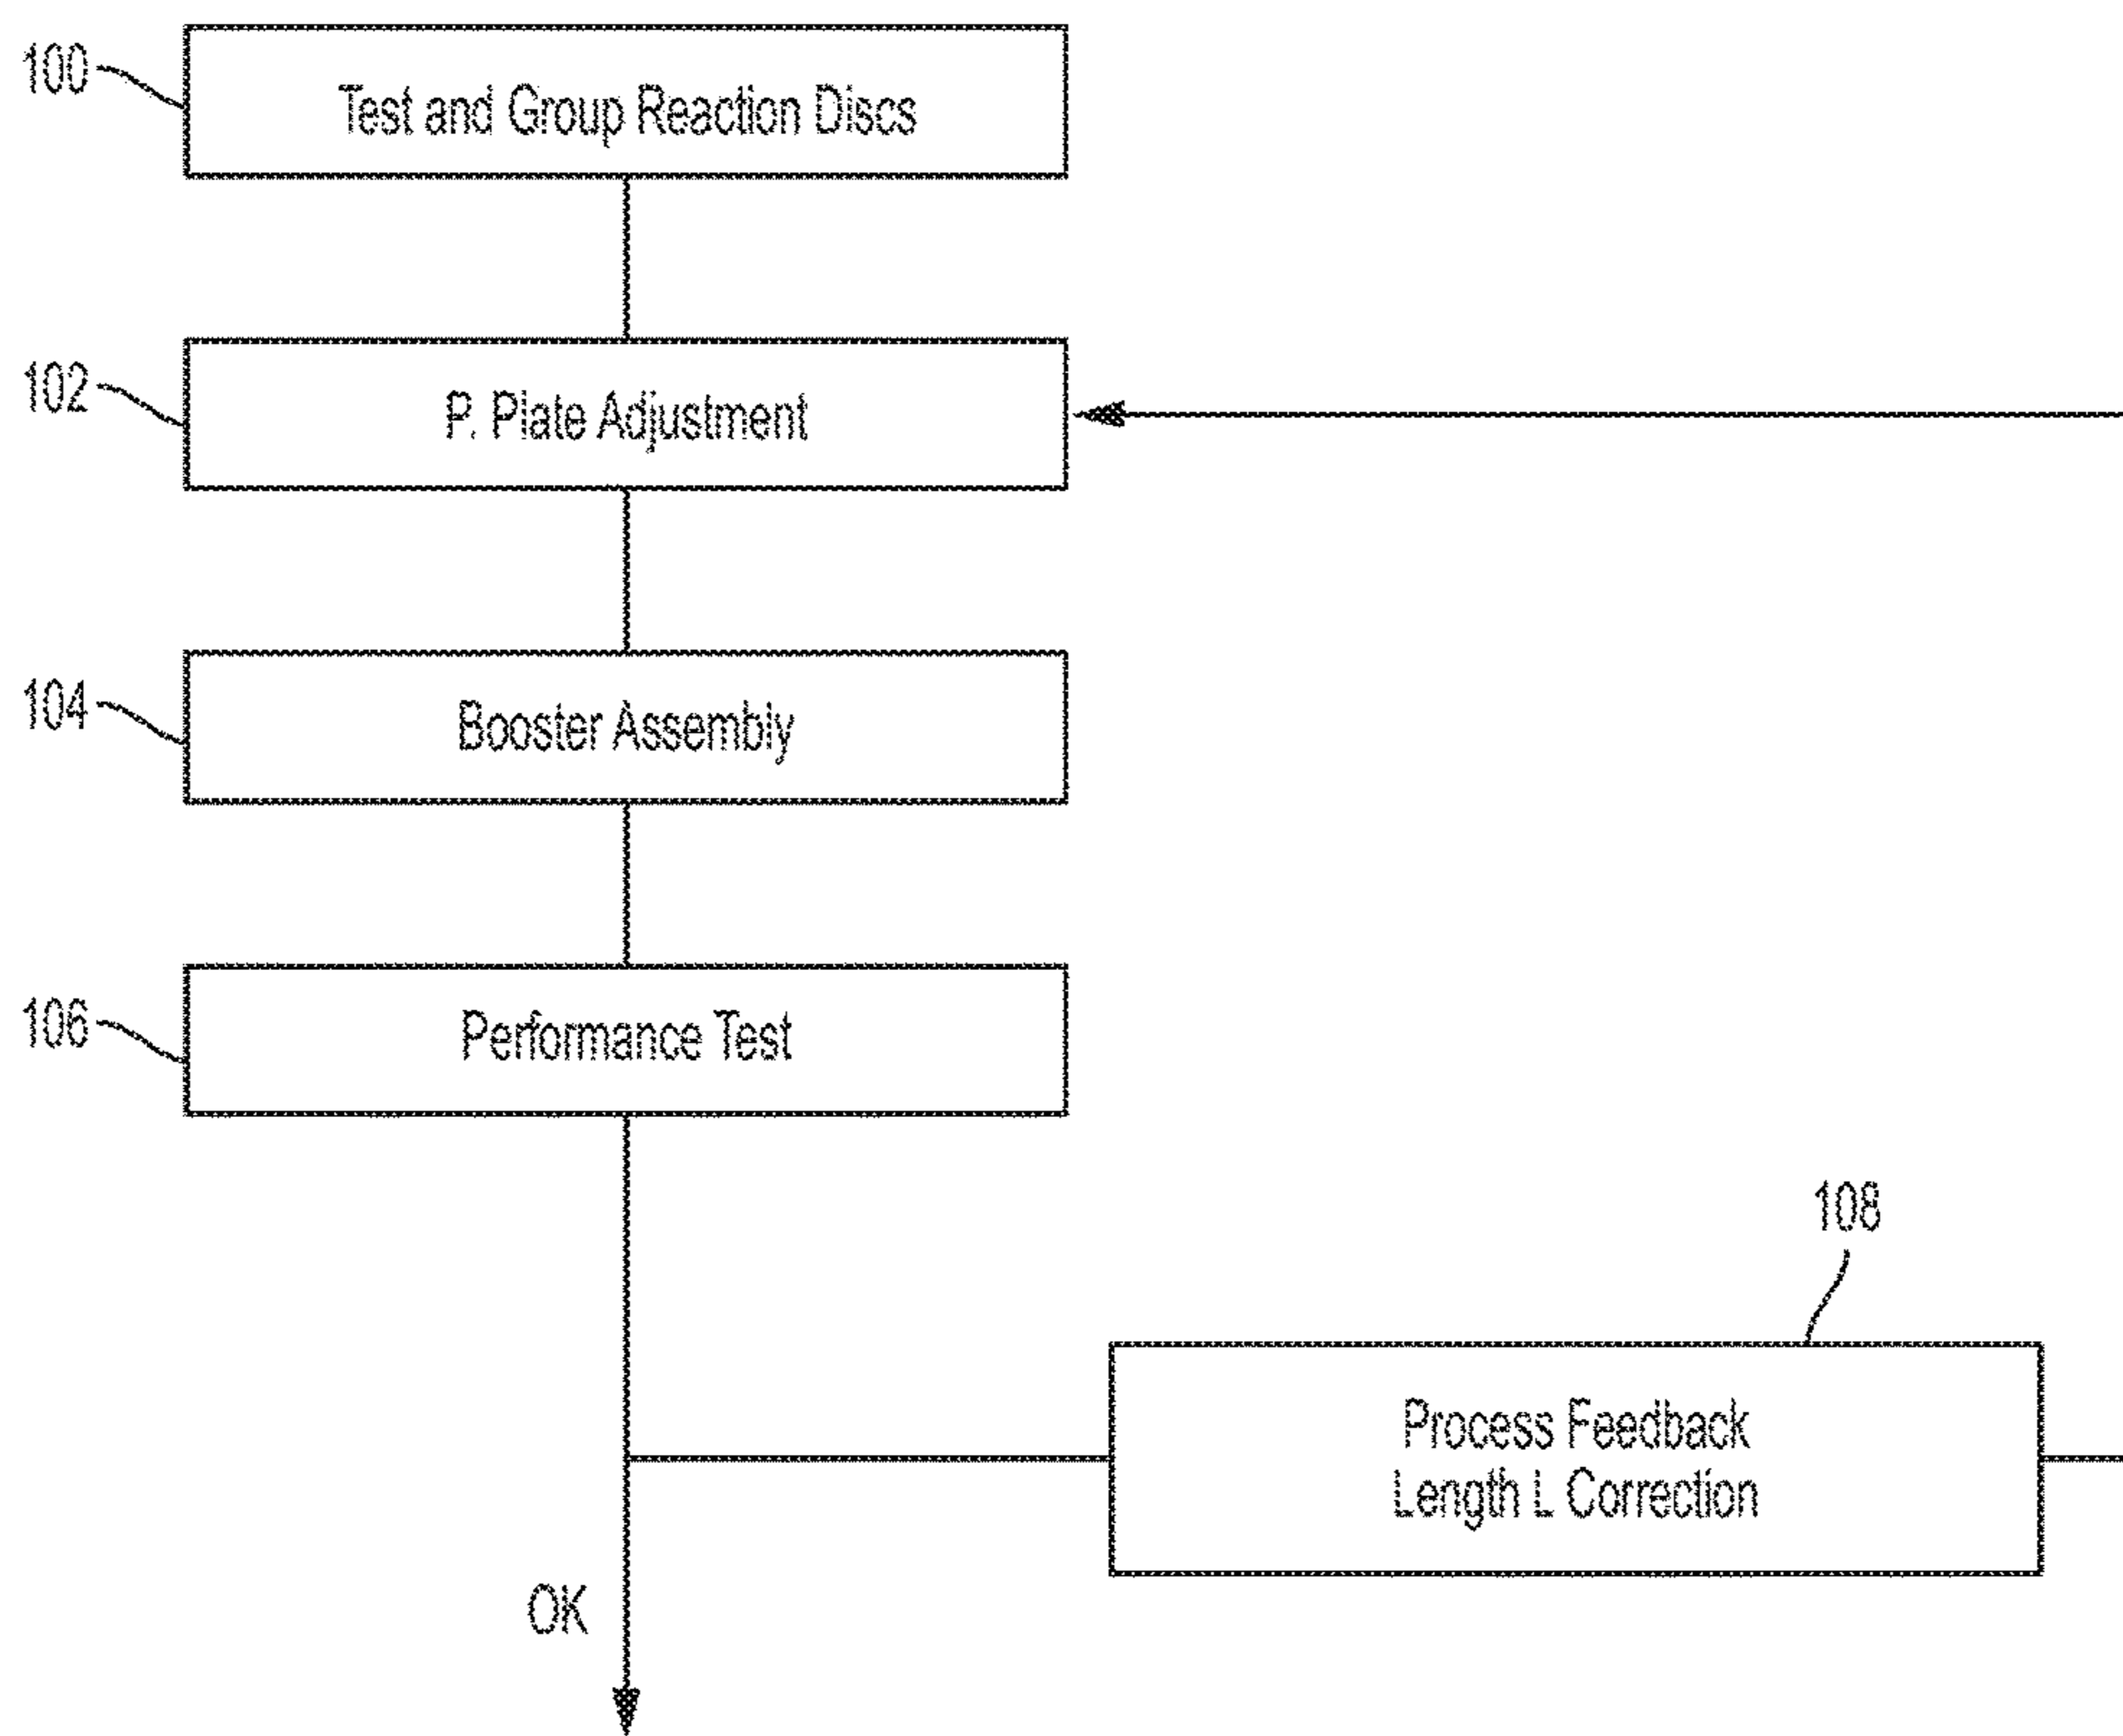 100
Test and Group Reaction Discs
102
P. Plate Adjustment
104
Booster Assembly
106
Performance Test
108
Process Feedback
Length L Correction
OK